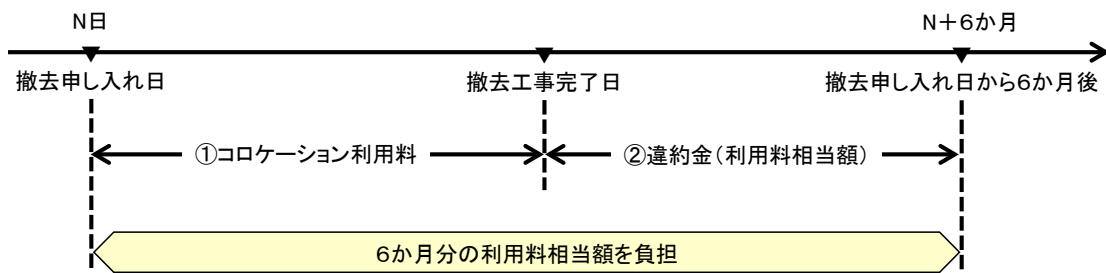 N日
N+6か月
撤去申し入れ日
撤去工事完了日
撤去申し入れ日から6か月後
①コロケーション利用料
②違約金(利用料相当額)
6か月分の利用料相当額を負担